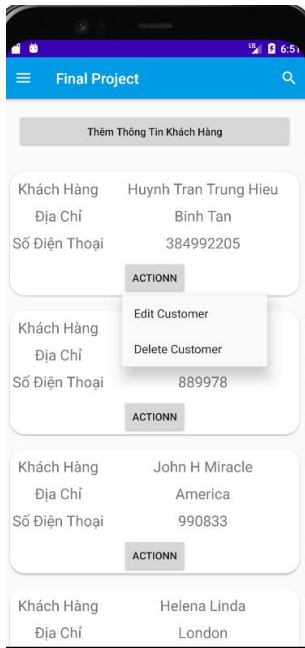 6:51
Final Project
Thêm Thông Tin Khách Hàng
Khách Hàng Huynh Tran Trung Hieu
Địa Chỉ Binh Tan
Số Điện Thoại 384992205
ACTIONN
Edit Customer
Delete Customer
Khách Hàng
Địa Chỉ
Số Điện Thoại 889978
ACTIONN
Khách Hàng John H Miracle
Địa Chỉ America
Số Điện Thoại 990833
ACTIONN
Khách Hàng Helena Linda
Địa Chỉ London